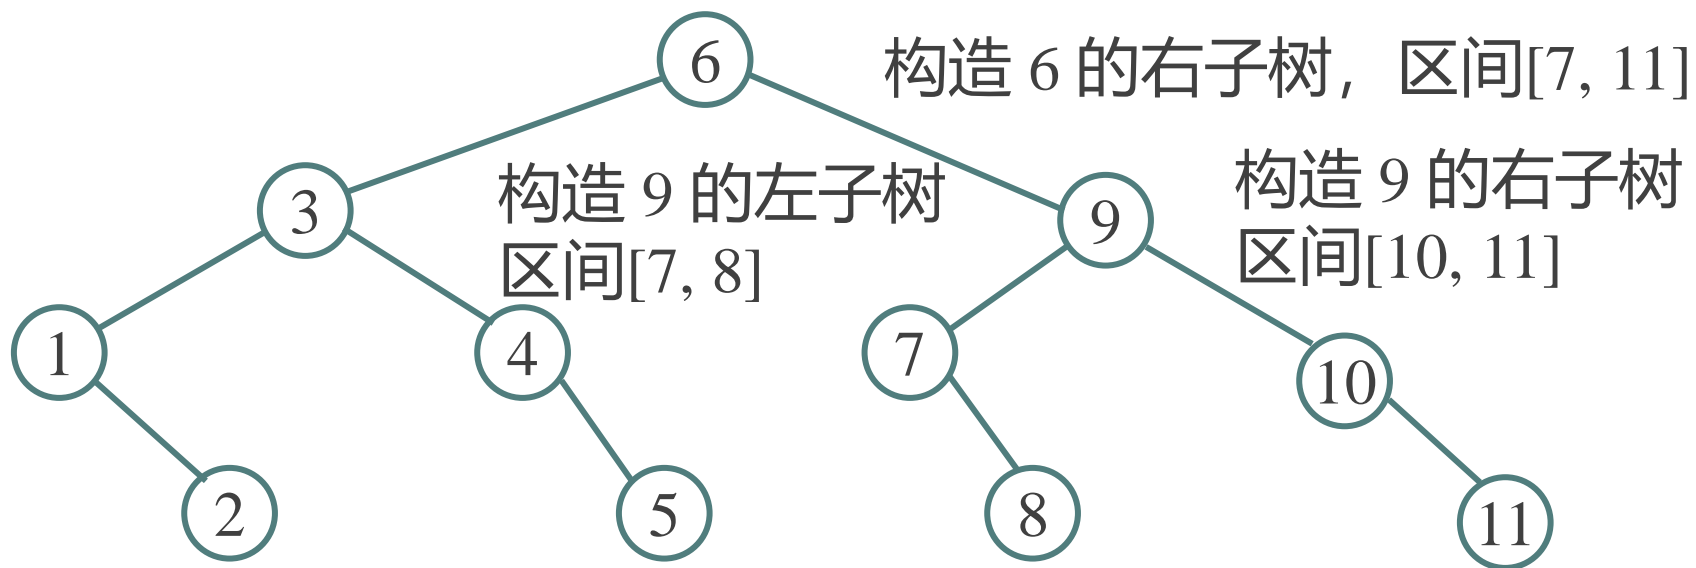 6
构造 6 的右子树，区间[7, 11]
3
构造 9 的左子树
区间[7, 8]
9
构造 9 的右子树
区间[10, 11]
1
4
7
10
2
5
8
11